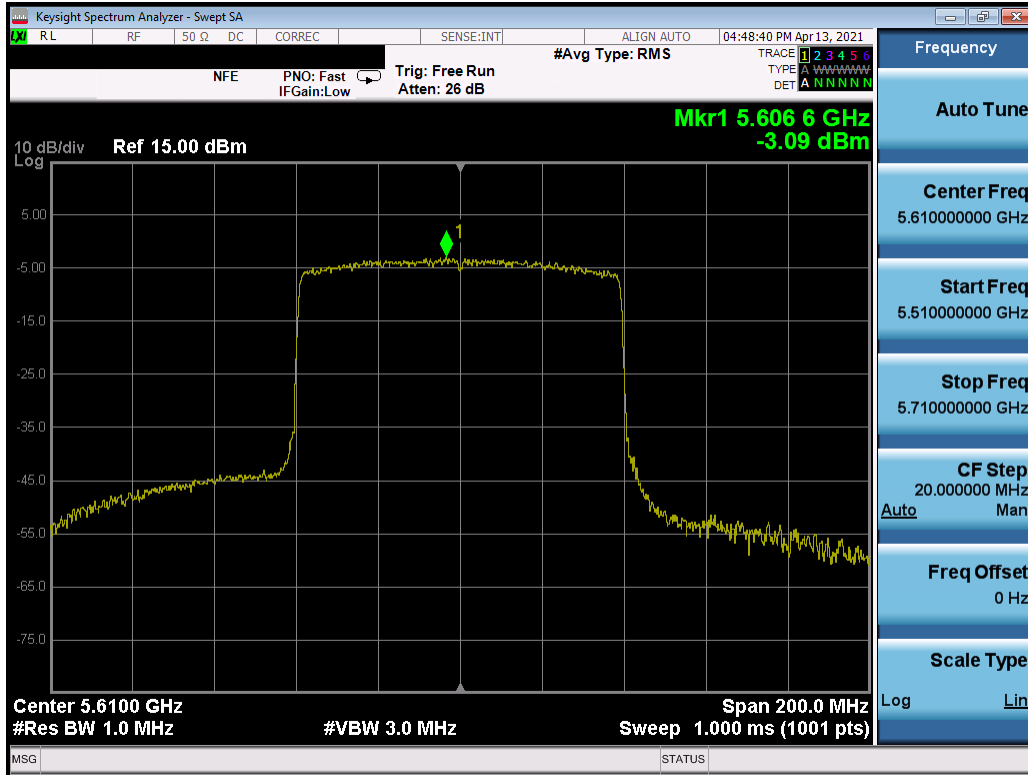 Keysight Spectrum Analyzer - Swept SA
LXI RL RF 50 Ω DC CORREC SENSE:INT ALIGN AUTO 04:48:40 PM Apr 13, 2021
NFE PNO: Fast IFGain:Low
Trig: Free Run
Atten: 26 dB
#Avg Type: RMS
TRACE 1 2 3 4 5 6
TYPE A WWWWW
DET A N N N N N
Mkr1 5.606 6 GHz
-3.09 dBm
10 dB/div Ref 15.00 dBm
Log
1
5.00
-5.00
-15.0
-25.0
-35.0
-45.0
-55.0
-65.0
-75.0
Center 5.6100 GHz Span 200.0 MHz
#Res BW 1.0 MHz #VBW 3.0 MHz Sweep 1.000 ms (1001 pts)
MSG STATUS
Frequency
Auto Tune
Center Freq
5.610000000 GHz
Start Freq
5.510000000 GHz
Stop Freq
5.710000000 GHz
CF Step
20.000000 MHz
Auto Man
Freq Offset
0 Hz
Scale Type
Log Lin